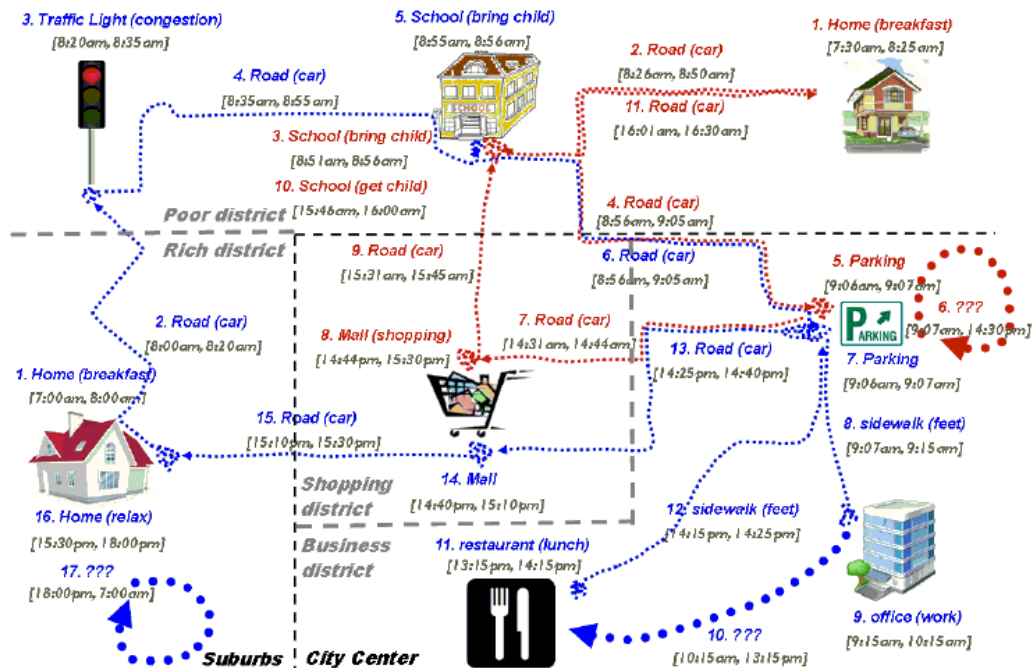 3. Traffic Light (congestion)
[8:20am, 8:35am]
5. School (bring child)
[8:55am, 8:56am]
2. Road (car)
[8:26am, 8:50am]
1. Home (breakfast)
[7:30am, 8:25am]
4. Road (car)
[8:35am, 8:55am]
SCHOOL
11. Road (car)
[16:01am, 16:30am]
3. School (bring child)
[8:51am, 8:56am]
10. School (get child)
[15:46am, 16:00am]
4. Road (car)
[8:56am, 9:05am]
Poor district
Rich district
9. Road (car)
[15:31am, 15:45am]
6. Road (car)
[8:56am, 9:05am]
5. Parking
[9:06am, 9:07am]
6. ???
[9:07am, 14:30pm]
P
PARKING
2. Road (car)
[8:00am, 8:20am]
8. Mall (shopping)
[14:44pm, 15:30pm]
7. Road (car)
[14:31am, 14:44am]
13. Road (car)
[14:25pm, 14:40pm]
7. Parking
[9:06am, 9:07am]
1. Home (breakfast)
[7:00am, 8:00am]
15. Road (car)
[15:10pm, 15:30pm]
8. sidewalk (feet)
[9:07am, 9:15am]
14. Mall
[14:40pm, 15:10pm]
Shopping
district
16. Home (relax)
[15:30pm, 18:00pm]
12. sidewalk (feet)
[14:15pm, 14:25pm]
Business
district
11. restaurant (lunch)
[13:15pm, 14:15pm]
17. ???
[18:00pm, 7:00am]
9. office (work)
[9:15am, 10:15am]
10. ???
[10:15am, 13:15pm]
Suburbs
City Center